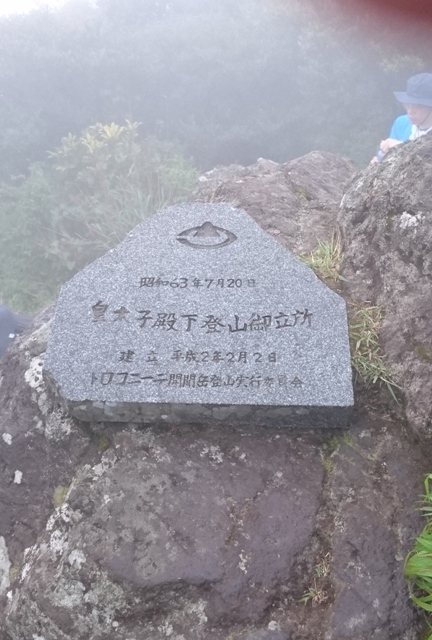 昭和63年7月20日
皇太子殿下登山御立所
建立 平成2年2月2日
トロコニーニ開聞岳登山実行委員会